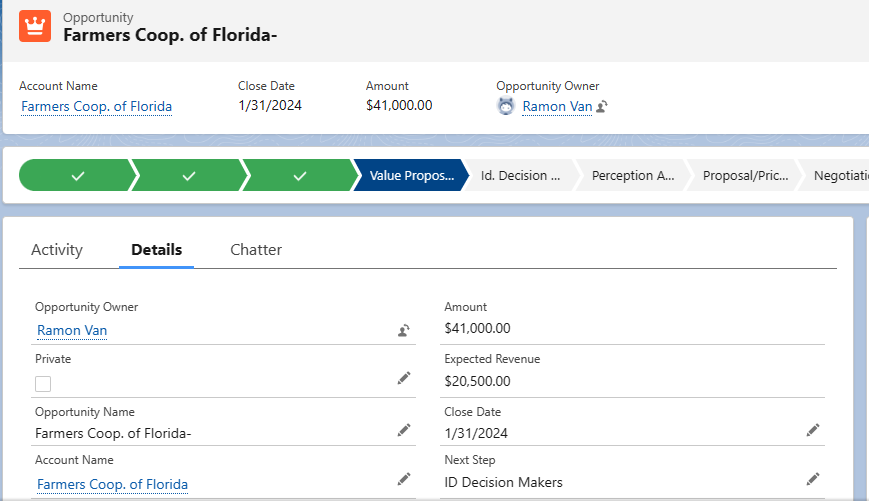 Opportunity
Farmers Coop. of Florida-
Account Name Close Date Amount Opportunity Owner
Farmers Coop. of Florida 1/31/2024 $41,000.00 Ramon Van
Value Propos... Id. Decision ... Perception A... Proposal/Pric... Negotiati
Activity Details Chatter
Opportunity Owner Amount
Ramon Van $41,000.00
Private Expected Revenue
$20,500.00
Opportunity Name Close Date
Farmers Coop. of Florida- 1/31/2024
Account Name Next Step
Farmers Coop. of Florida ID Decision Makers